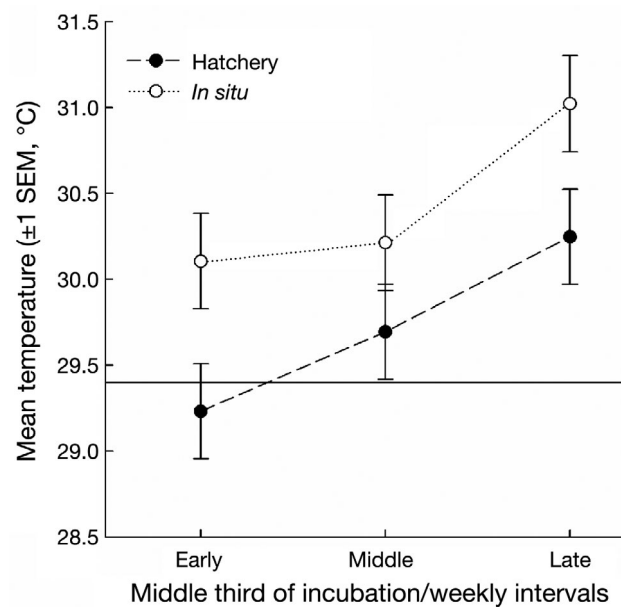 31.5
31.0
30.5
30.0
29.5
29.0
28.5
Mean temperature (±1 SEM, °C)
Hatchery
In situ
Early
Middle
Late
Middle third of incubation/weekly intervals